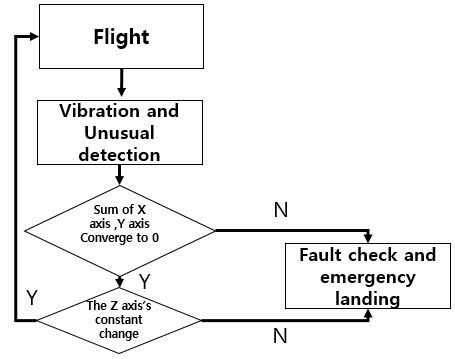 Flight
Vibration and
Unusual
detection
Sum of X
axis ,Y axis
Converge to 0
N
Fault check and
emergency
landing
Y
Y
The Z axis's
constant
change
N